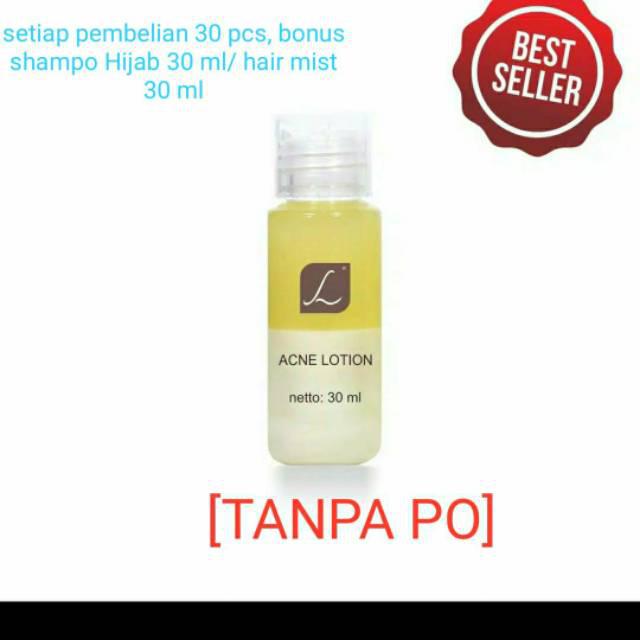 setiap pembelian 30 pcs, bonus
shampo Hijab 30 ml/ hair mist
30 ml
BEST
SELLER
L
ACNE LOTION
netto: 30 ml
[TANPA PO]